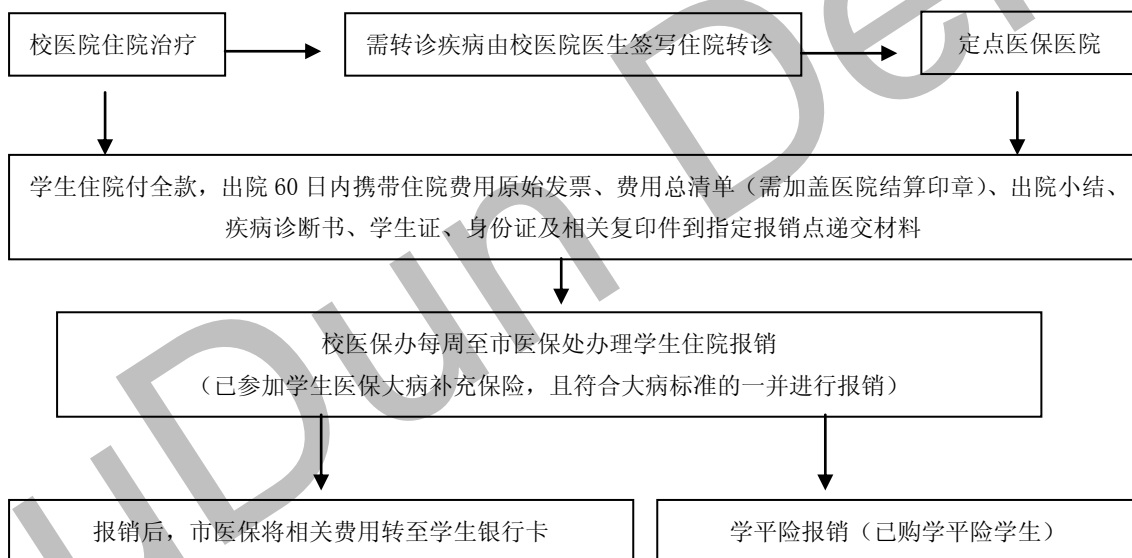 校医院住院治疗
需转诊疾病由校医院医生签写住院转诊
定点医保医院
学生住院付全款，出院 60 日内携带住院费用原始发票、费用总清单（需加盖医院结算印章）、出院小结、
疾病诊断书、学生证、身份证及相关复印件到指定报销点递交材料
校医保办每周至市医保处办理学生住院报销
（已参加学生医保大病补充保险，且符合大病标准的一并进行报销）
报销后，市医保将相关费用转至学生银行卡
学平险报销（已购学平险学生）